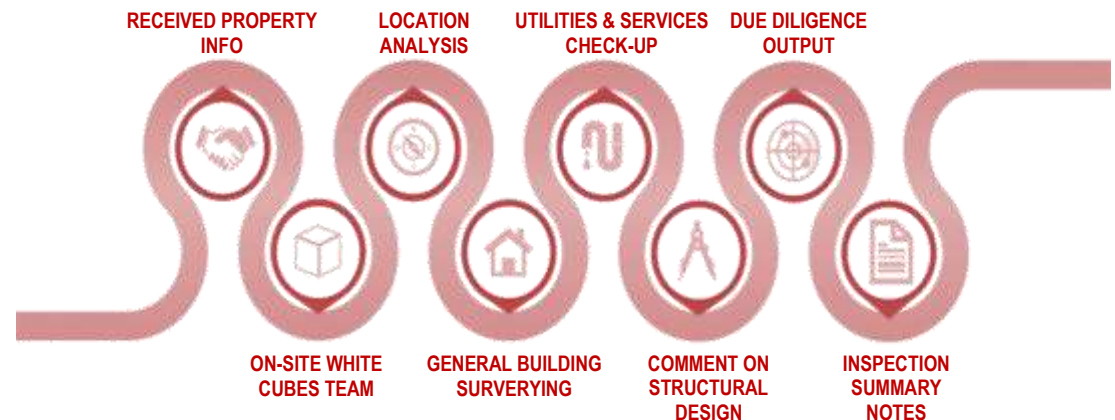 RECEIVED PROPERTY
INFO
LOCATION
ANALYSIS
UTILITIES & SERVICES
CHECK-UP
DUE DILIGENCE
OUTPUT
ON-SITE WHITE
CUBES TEAM
GENERAL BUILDING
SURVERYING
COMMENT ON
STRUCTURAL
DESIGN
INSPECTION
SUMMARY
NOTES